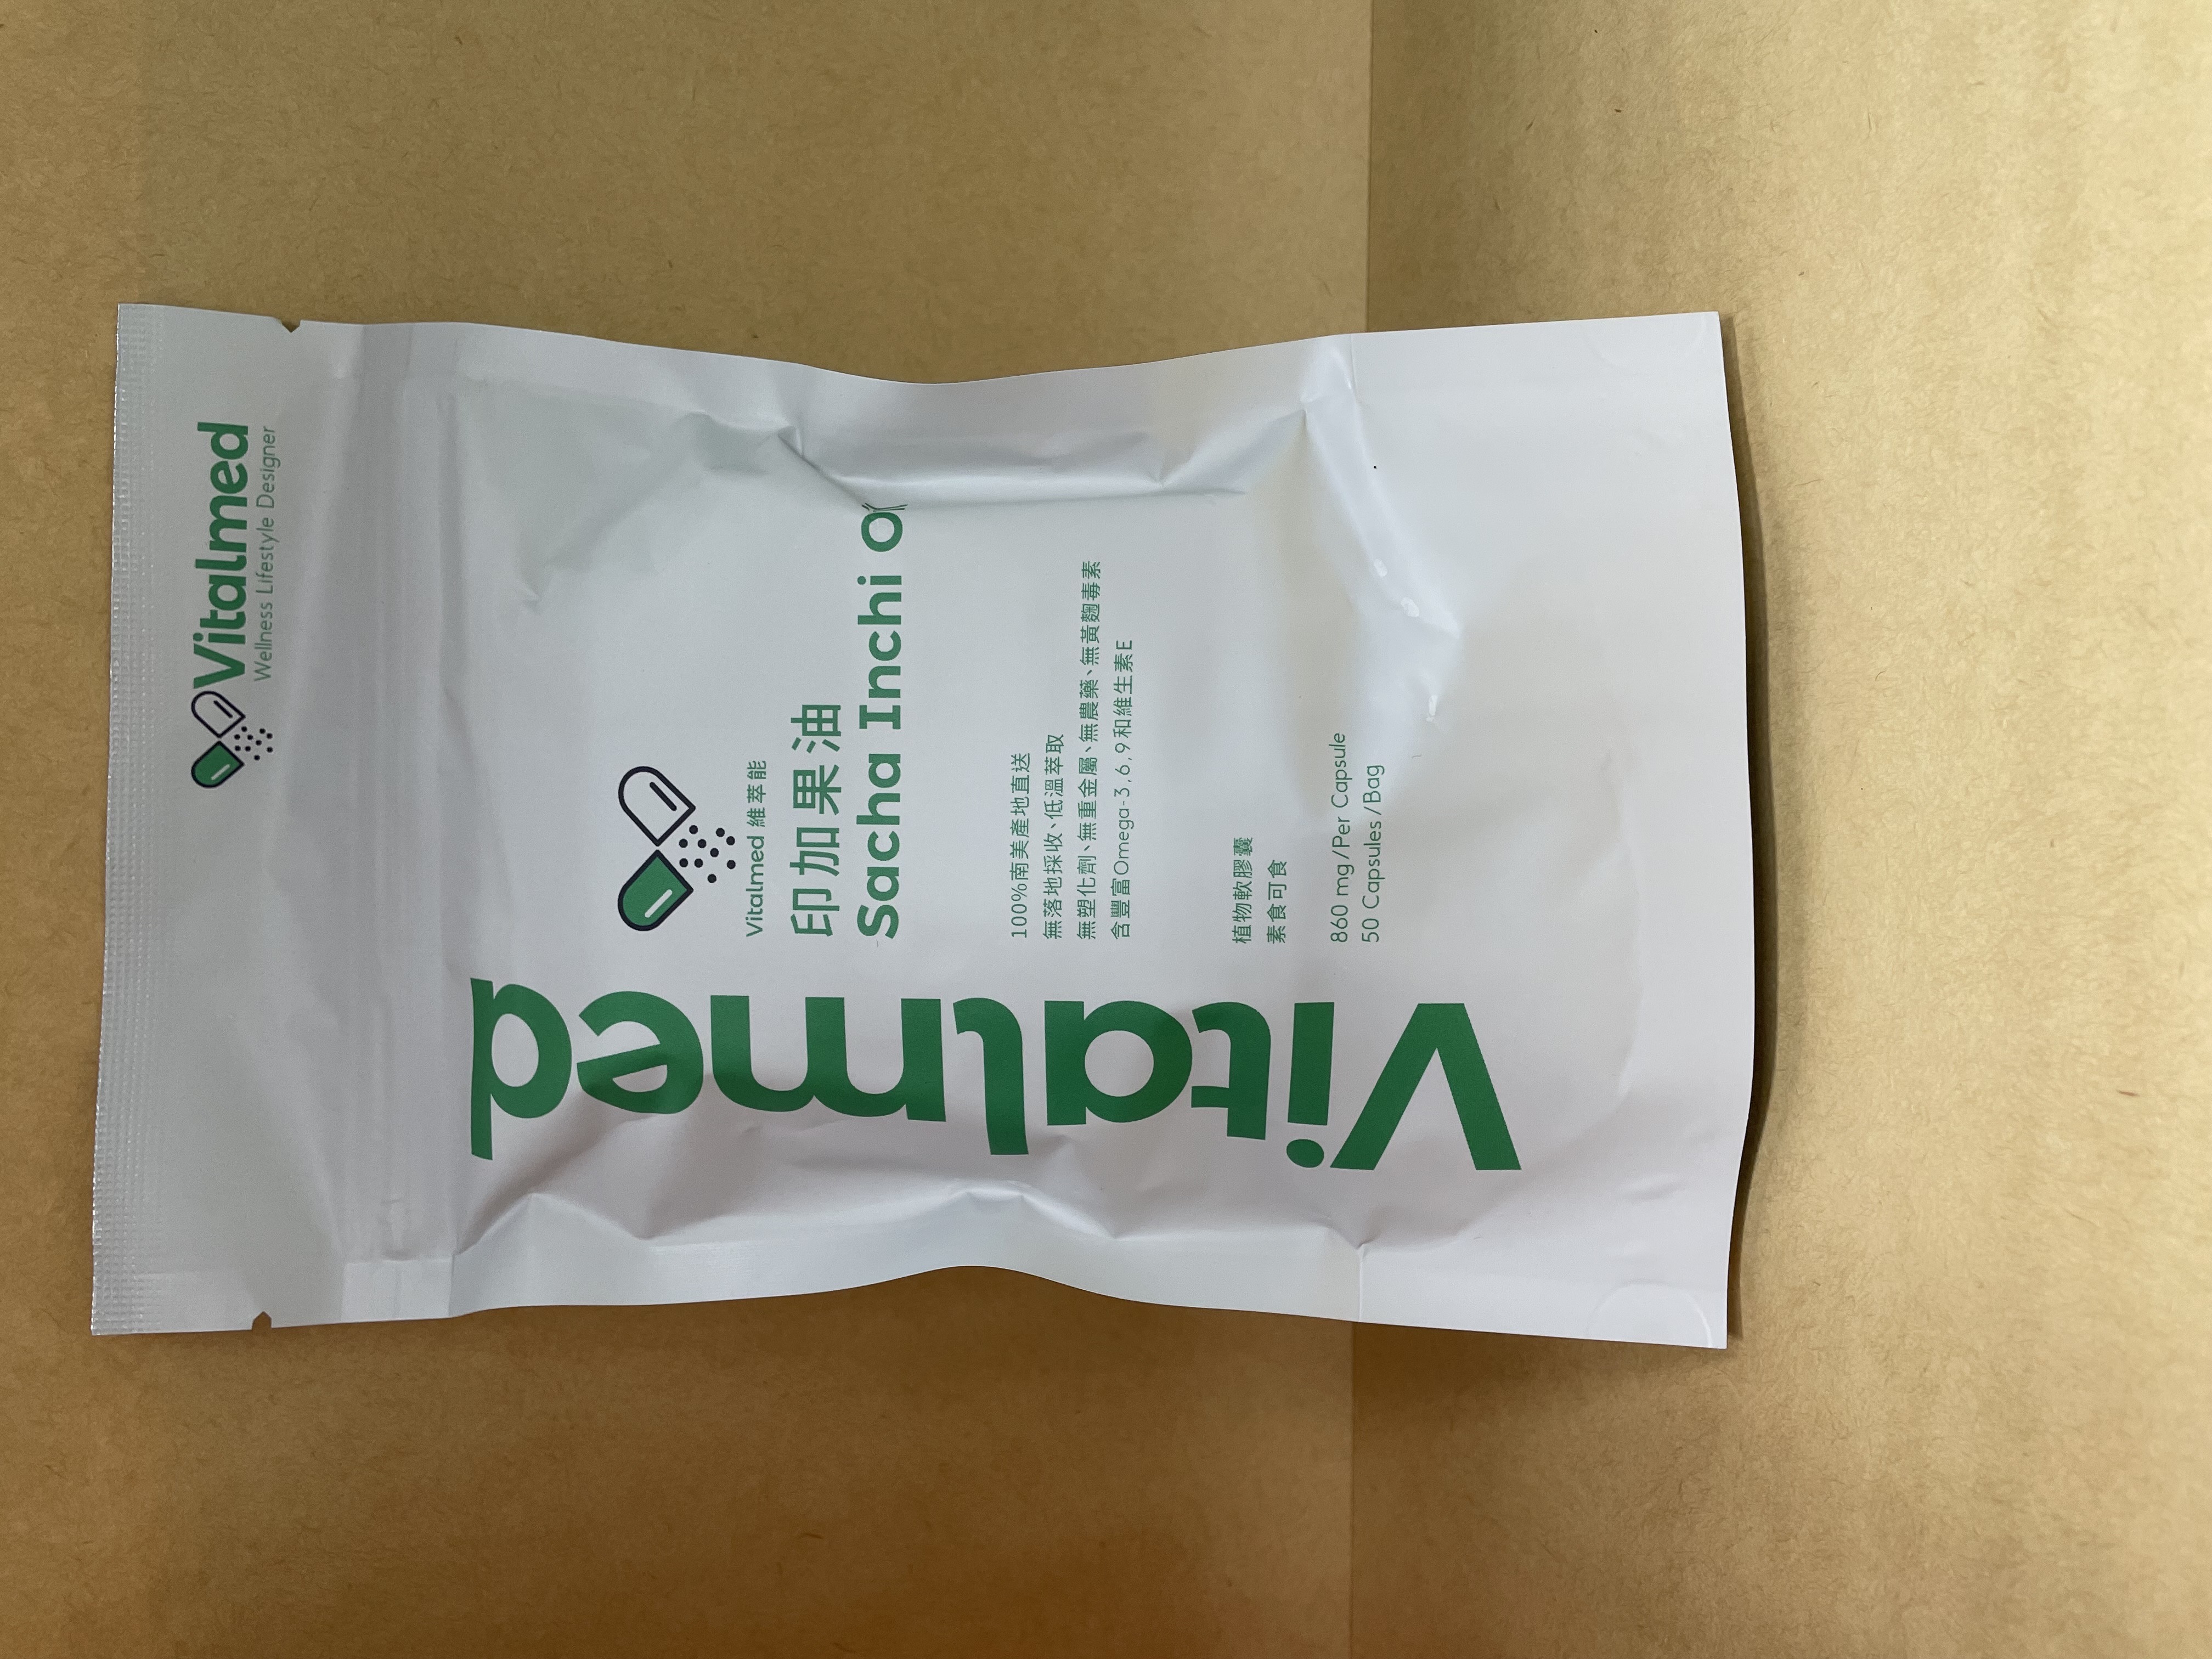 Vitalmed
Wellness Lifestyle Designer
Vitalmed 維萃能
印加果油
Sacha Inchi
100%南美產地直送
無落地採收、低溫萃取
無塑化劑、無重金屬、無農藥、無黃麴毒素
含豐富Omega-3,6,9和維生素E
植物軟膠囊
素食可食
860 mg/Per Capsule
50 Capsules/Bag
Vitalmed